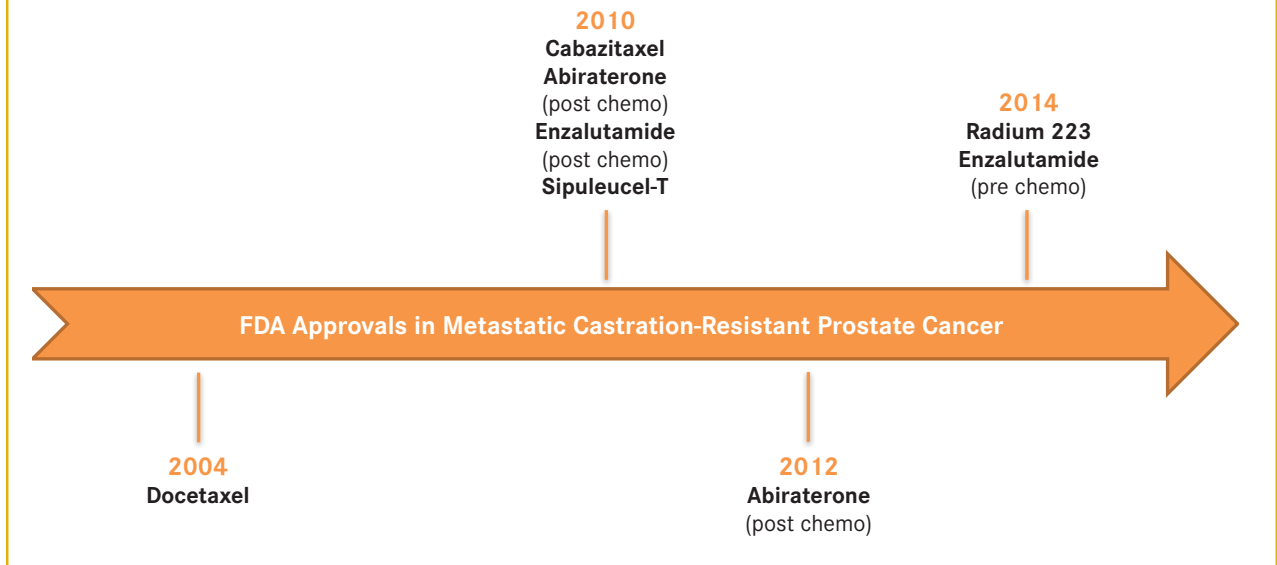 2010
Cabazitaxel
Abiraterone
(post chemo)
Enzalutamide
(post chemo)
Sipuleucel-T
2014
Radium 223
Enzalutamide
(pre chemo)
FDA Approvals in Metastatic Castration-Resistant Prostate Cancer
2004
Docetaxel
2012
Abiraterone
(post chemo)